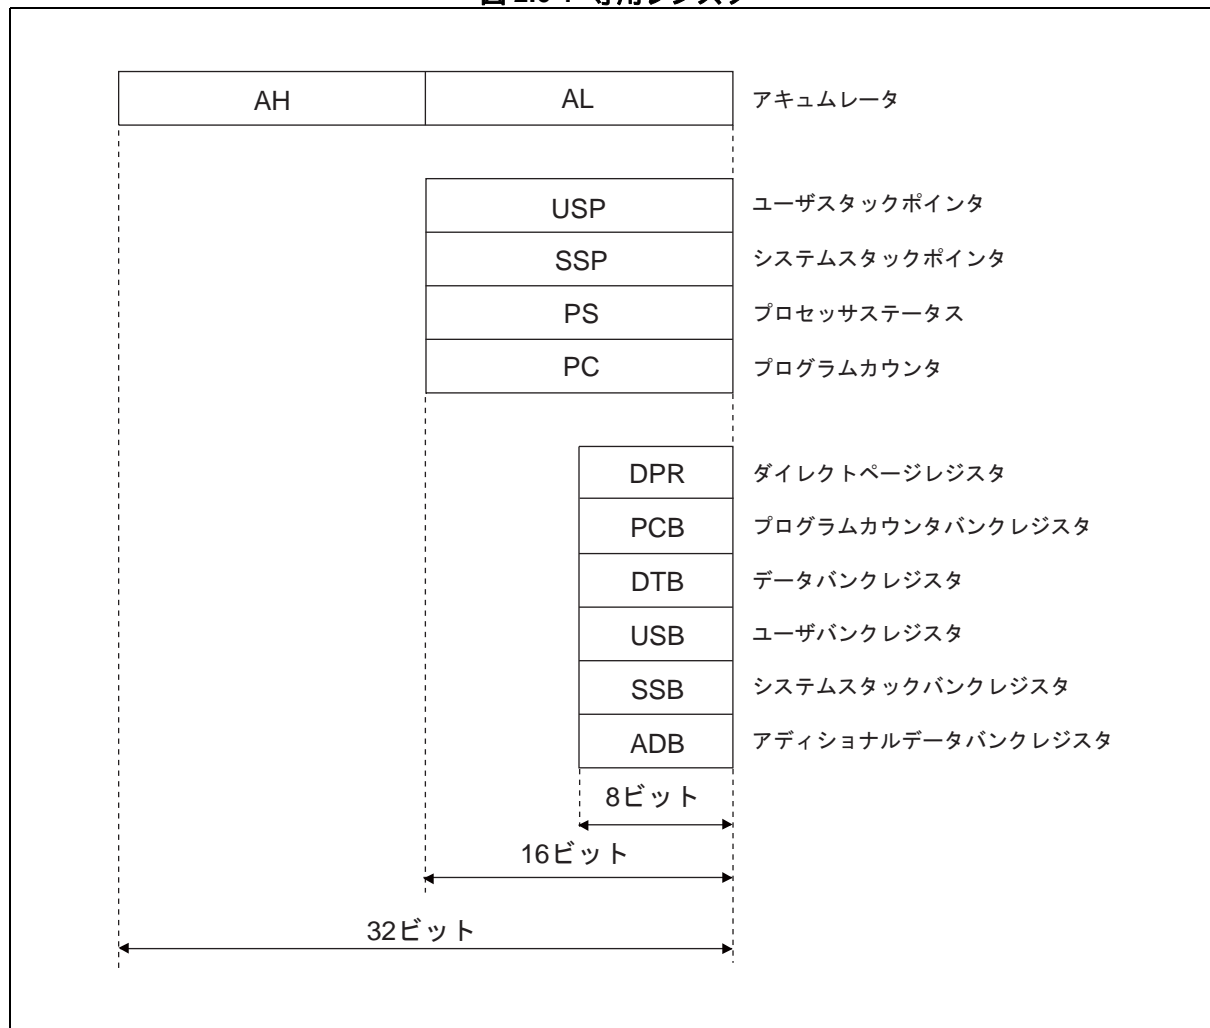 AH AL アキュムレータ
USP ユーザスタックポインタ
SSP システムスタックポインタ
PS プロセッサステータス
PC プログラムカウンタ
DPR ダイレクトページレジスタ
PCB プログラムカウンタバンクレジスタ
DTB データバンクレジスタ
USB ユーザバンクレジスタ
SSB システムスタックバンクレジスタ
ADB アディショナルデータバンクレジスタ
8ビット
16ビット
32ビット